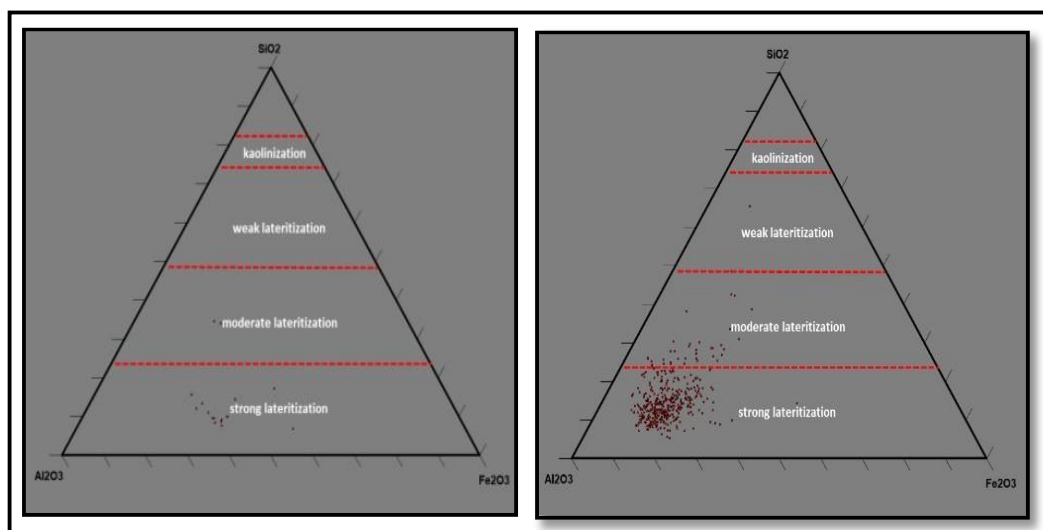 SiO2
kaolinization
weak lateritization
moderate lateritization
strong lateritization
Al2O3
Fe2O3
SiO2
kaolinization
weak lateritization
moderate lateritization
strong lateritization
Al2O3
Fe2O3